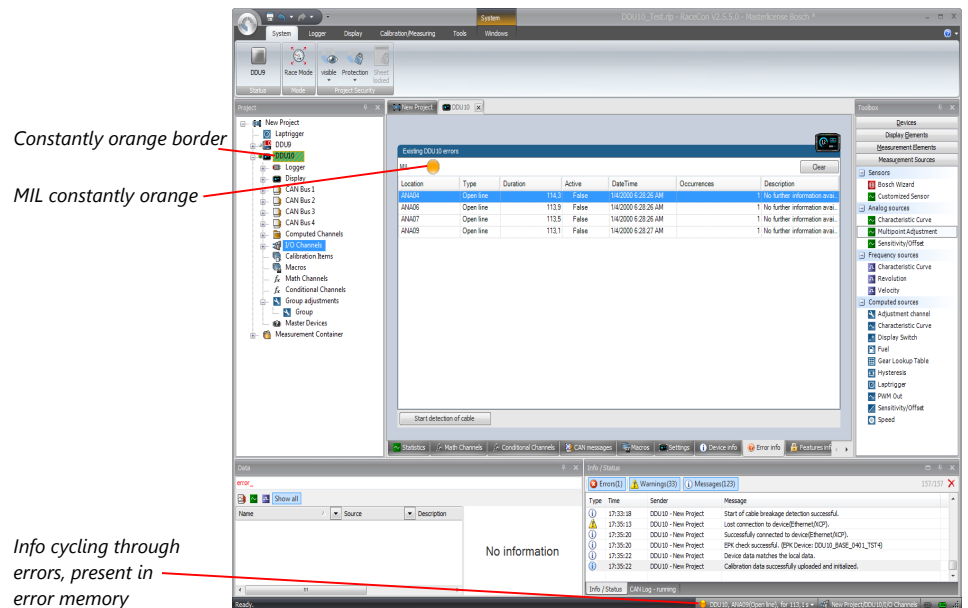 System
DDU10_Test.rlp - RaceCon V2.5.5.0 - Masterlicense Bosch *
System Logger Display Calibration/Measuring Tools Windows
DDU9
Race Mode
visible
Protection
Sheet locked
Status Mode Project Security
Project
New Project
Laptrigger
DDU9
DDU10
Logger
Display
CAN Bus 1
CAN Bus 2
CAN Bus 3
CAN Bus 4
Computed Channels
I/O Channels
Calibration Items
Macros
Math Channels
Conditional Channels
Group adjustments
Group
Master Devices
Measurement Container
Constantly orange border
MIL constantly orange
Info cycling through
errors, present in
error memory
New Project DDU10
Existing DDU10 errors
MIL
Clear
Location Type Duration Active DateTime Occurrences Description
ANA04 Open line 114,3 False 1/4/2000 6:28:26 AM 1 No further information avai...
ANA06 Open line 113,9 False 1/4/2000 6:28:26 AM 1 No further information avai...
ANA07 Open line 113,5 False 1/4/2000 6:28:26 AM 1 No further information avai...
ANA09 Open line 113,1 False 1/4/2000 6:28:27 AM 1 No further information avai...
Start detection of cable
Statistics Math Channels Conditional Channels CAN messages Macros Settings Device info Error info Features inf
Toolbox
Devices
Display Elements
Measurement Elements
Measurement Sources
Sensors
Bosch Wizard
Customized Sensor
Analog sources
Characteristic Curve
Multipoint Adjustment
Sensitivity/Offset
Frequency sources
Characteristic Curve
Revolution
Velocity
Computed sources
Adjustment channel
Characteristic Curve
Display Switch
Fuel
Gear Lookup Table
Hysteresis
Laptrigger
PWM Out
Sensitivity/Offset
Speed
Data
error_
Show all
Name Source Description
No information
Info / Status
Errors(1) Warnings(33) Messages(123) 157/157
Type Time Sender Message
17:33:18 DDU10 - New Project Start of cable breakage detection successful.
17:35:13 DDU10 - New Project Lost connection to device(Ethernet/XCP).
17:35:20 DDU10 - New Project Successfully connected to device(Ethernet/XCP).
17:35:20 DDU10 - New Project EPK check successful. (EPK Device: DDU10_BASE_0401_TST4)
17:35:22 DDU10 - New Project Device data matches the local data.
17:35:22 DDU10 - New Project Calibration data successfully uploaded and initialized.
Info / Status CAN Log - running
Ready.
DDU10, ANA09(Open line), for 113,1 s
New Project/DDU10/I/O Channels